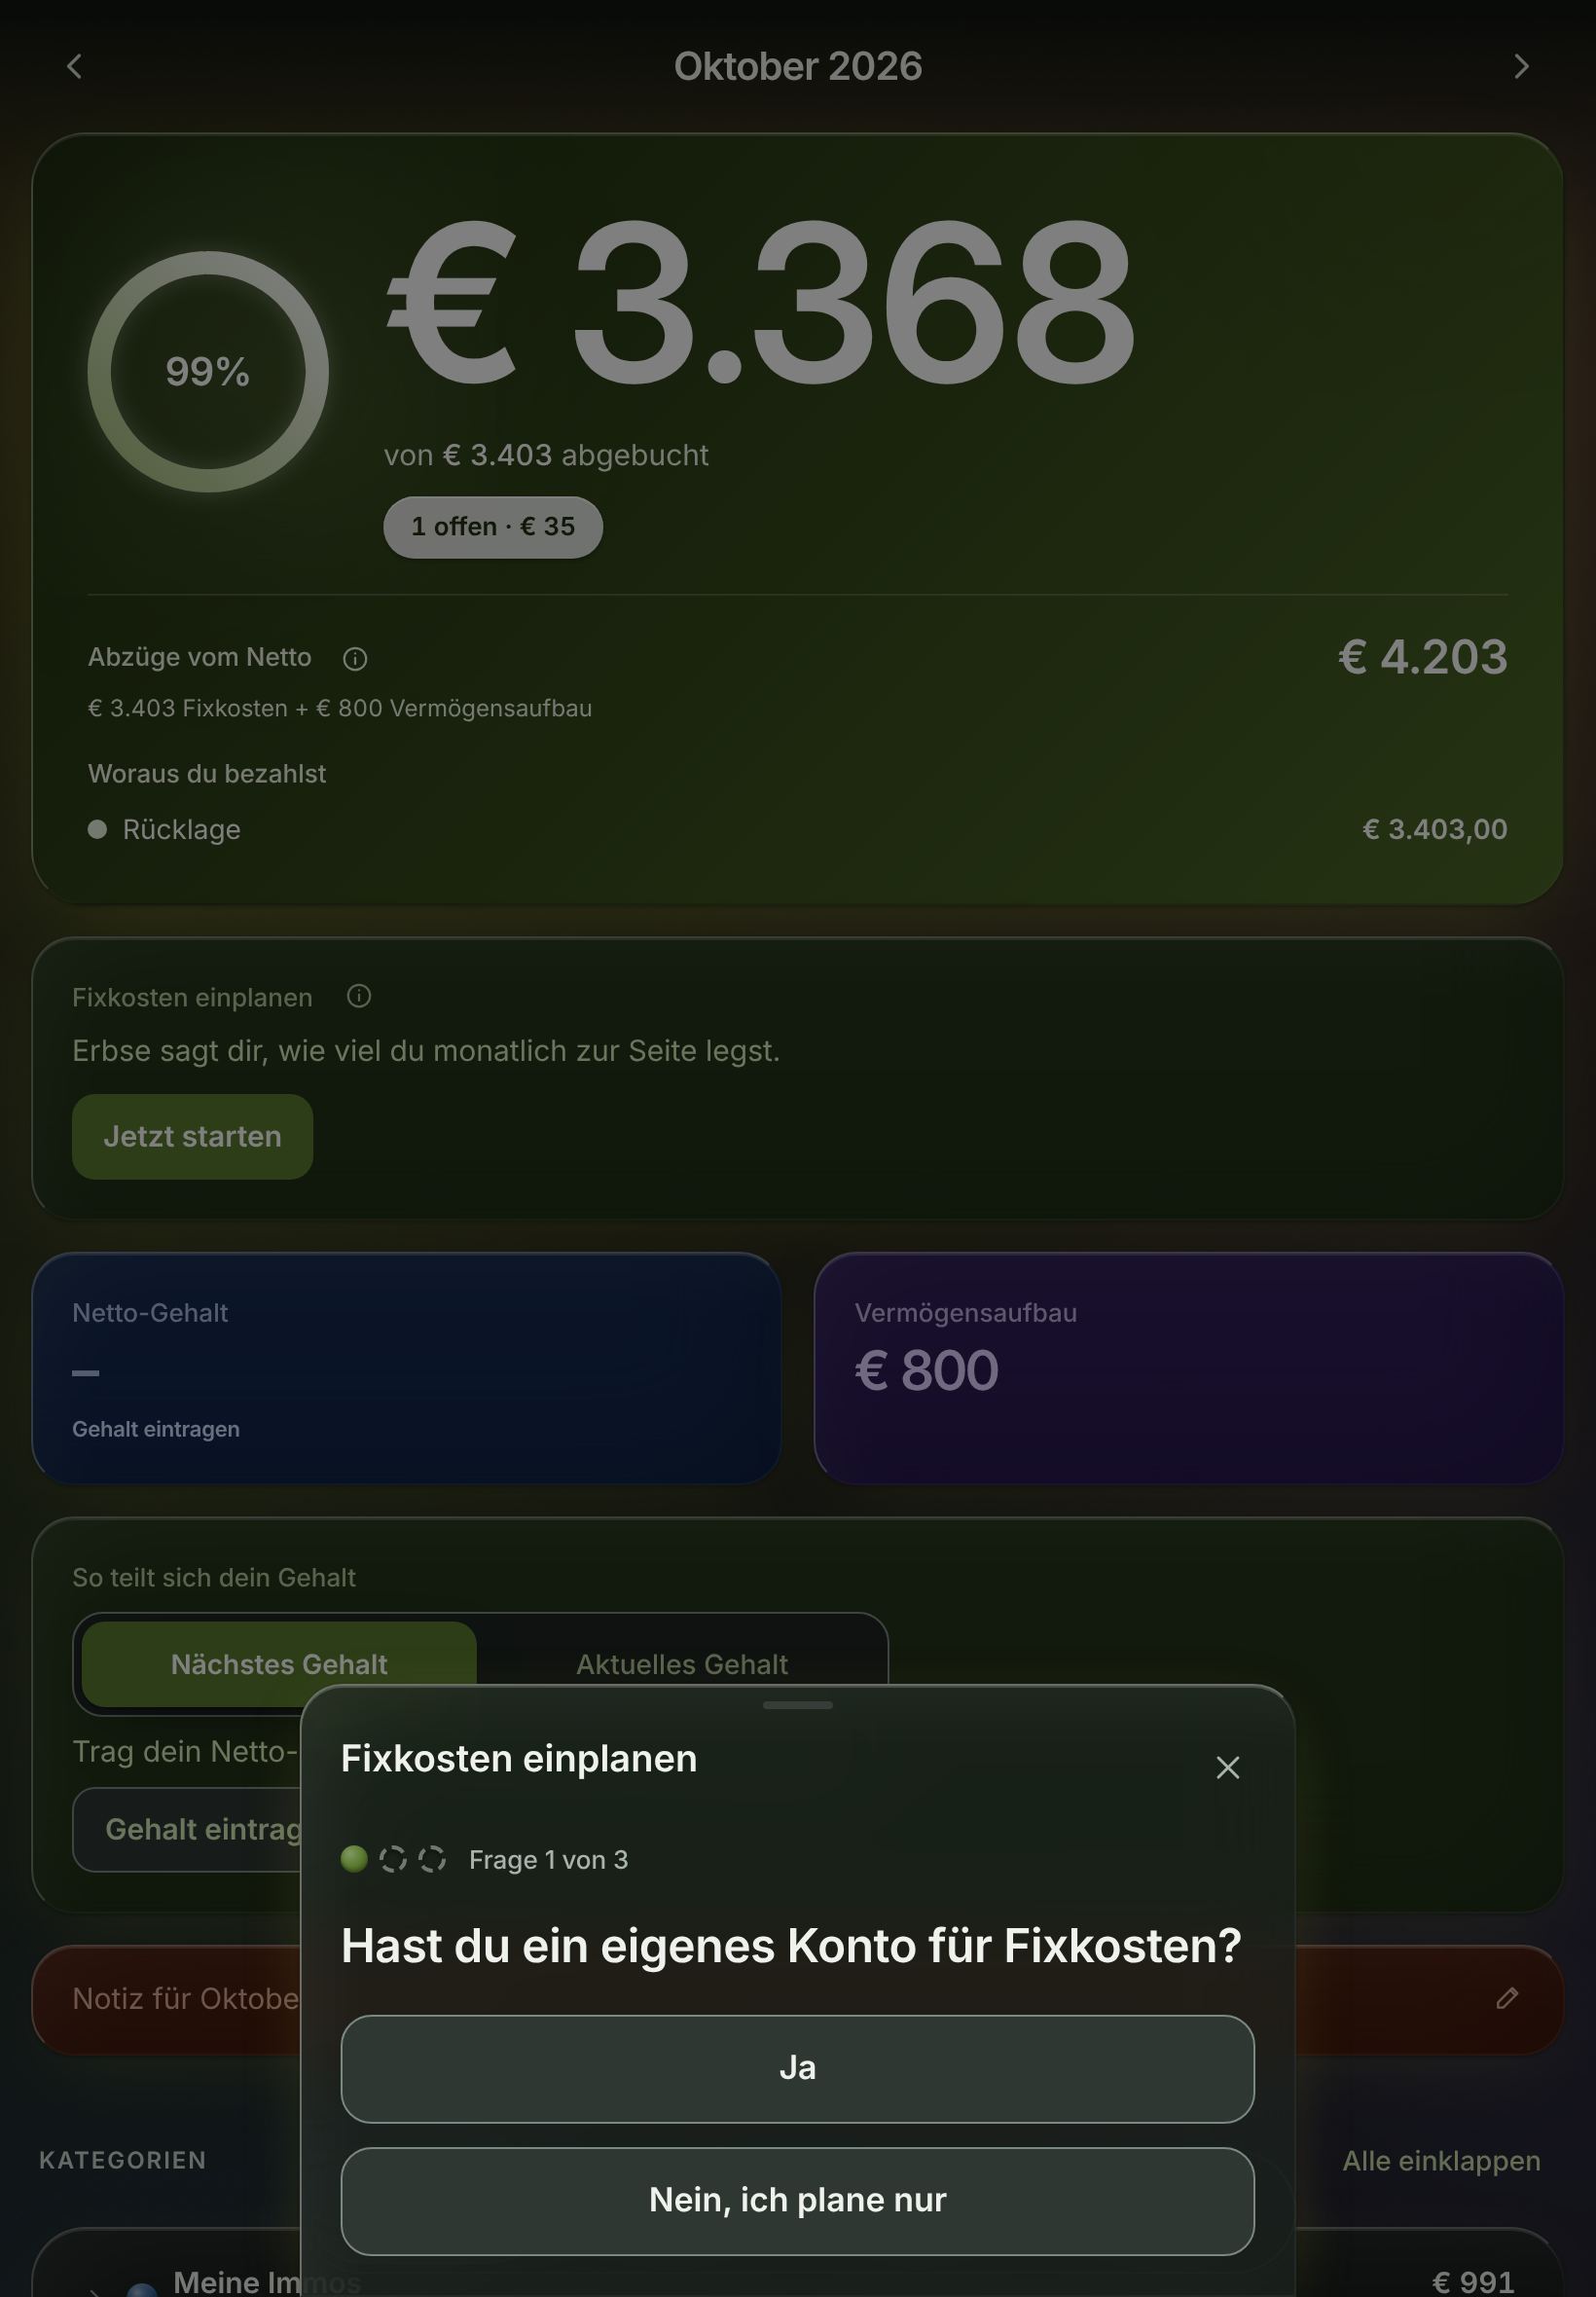 Oktober 2026
99%
€ 3.368
von € 3.403 abgebucht
1 offen · € 35
Abzüge vom Netto
€ 4.203
€ 3.403 Fixkosten + € 800 Vermögensaufbau
Woraus du bezahlst
Rücklage
€ 3.403,00
Fixkosten einplanen
Erbse sagt dir, wie viel du monatlich zur Seite legst.
Jetzt starten
Netto-Gehalt
–
Gehalt eintragen
Vermögensaufbau
€ 800
So teilt sich dein Gehalt
Nächstes Gehalt
Aktuelles Gehalt
Trag dein Netto-
Gehalt eintrag
Notiz für Oktobe
Fixkosten einplanen
Frage 1 von 3
Hast du ein eigenes Konto für Fixkosten?
Ja
Nein, ich plane nur
KATEGORIEN
Alle einklappen
Meine Immos
€ 991